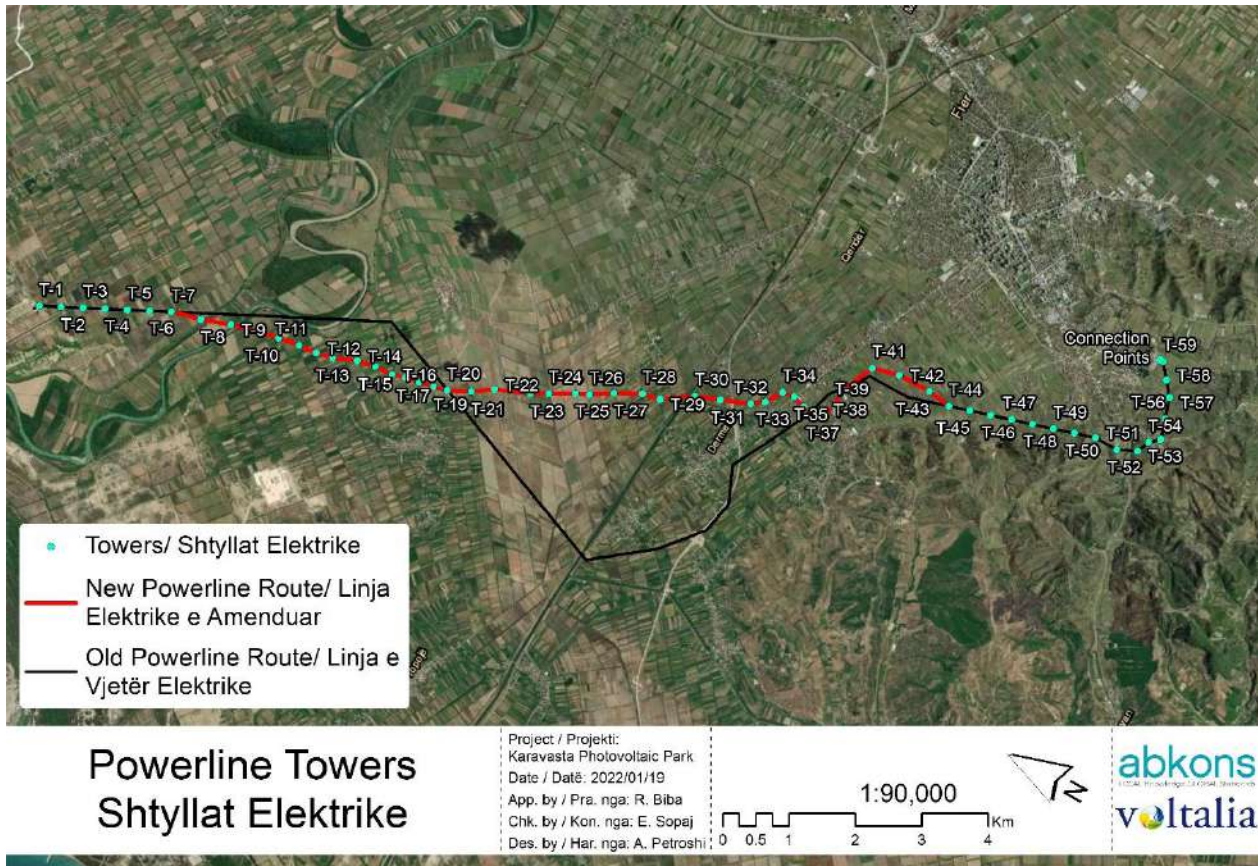 Fier
Qendër
Dermenas
T-1
T-3
T-5
T-7
T-2
T-4
T-6
T-8
T-9
T-11
T-10
T-12
T-14
T-13
T-16
T-15
T-17
T-20
T-19
T-21
T-22
T-24
T-26
T-28
T-23
T-25
T-27
T-29
T-30
T-32
T-34
T-31
T-33
T-35
T-37
T-39
T-38
T-41
T-42
T-44
T-43
T-45
T-47
T-46
T-49
T-48
T-51
T-50
T-52
T-54
T-53
T-56
T-57
T-58
T-59
Connection
Points
Towers/ Shtyllat Elektrike
New Powerline Route/ Linja
Elektrike e Amenduar
Old Powerline Route/ Linja e
Vjetër Elektrike
Powerline Towers
Shtyllat Elektrike
Project / Projekti:
Karavasta Photovoltaic Park
Date / Datë: 2022/01/19
App. by / Pra. nga: R. Biba
Chk. by / Kon. nga: E. Sopaj
Des. by / Har. nga: A. Petroshi
1:90,000
0 0.5 1 2 3 4 Km
N
abkons
voltalia